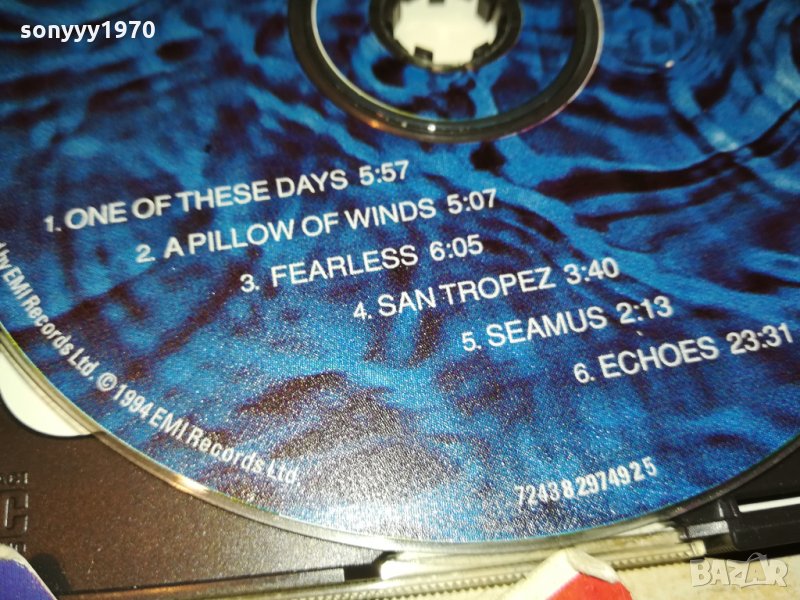 sonyyy1970
1. ONE OF THESE DAYS 5:57
2. A PILLOW OF WINDS 5:07
3. FEARLESS 6:05
4. SAN TROPEZ 3:40
5. SEAMUS 2:13
6. ECHOES 23:31
by EMI Records Ltd. © 1994 EMI Records Ltd.
7243 8 29749 2 5
BAZAR